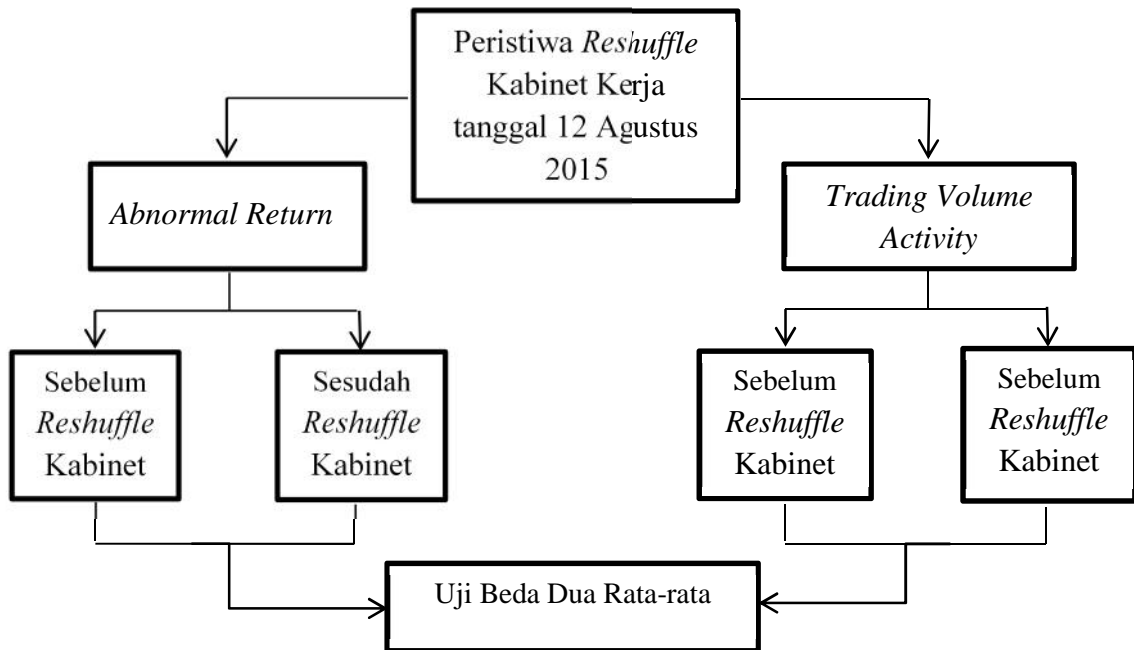 Peristiwa Reshuffle
Kabinet Kerja
tanggal 12 Agustus
2015
Abnormal Return
Trading Volume
Activity
Sebelum
Reshuffle
Kabinet
Sesudah
Reshuffle
Kabinet
Sebelum
Reshuffle
Kabinet
Sebelum
Reshuffle
Kabinet
Uji Beda Dua Rata-rata